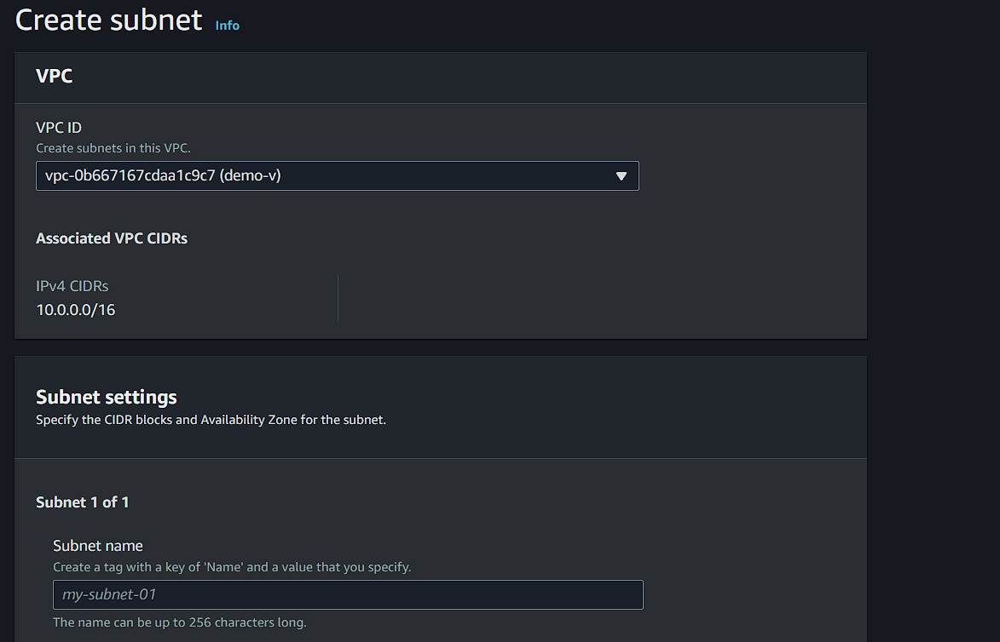 Create subnet Info
VPC
VPC ID
Create subnets in this VPC.
vpc-0b667167cdaa1c9c7 (demo-v)
Associated VPC CIDRs
IPv4 CIDRs
10.0.0.0/16
Subnet settings
Specify the CIDR blocks and Availability Zone for the subnet.
Subnet 1 of 1
Subnet name
Create a tag with a key of 'Name' and a value that you specify.
my-subnet-01
The name can be up to 256 characters long.